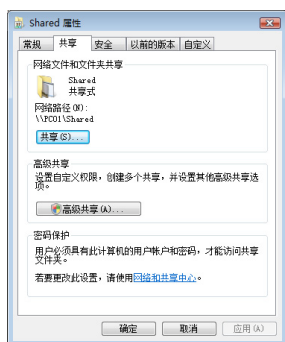 Shared 属性
常规 共享 安全 以前的版本 自定义
网络文件和文件夹共享
Shared
共享式
网络路径(N):
\\PC01\Shared
共享(S)...
高级共享
设置自定义权限，创建多个共享，并设置其他高级共享选
项。
高级共享(A)...
密码保护
用户必须具有此计算机的用户帐户和密码，才能访问共享
文件夹。
若要更改此设置，请使用网络和共享中心。
确定 取消 应用(A)